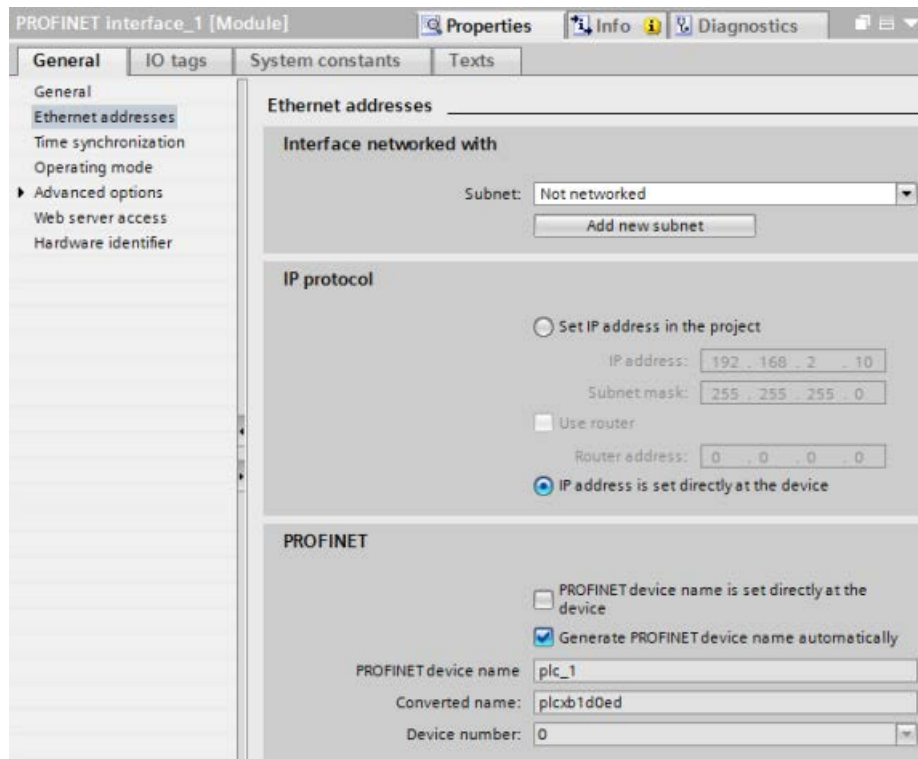 PROFINET interface_1 [Module]
Properties
Info
Diagnostics
General
IO tags
System constants
Texts
General
Ethernet addresses
Time synchronization
Operating mode
Advanced options
Web server access
Hardware identifier
Ethernet addresses
Interface networked with
Subnet: Not networked
Add new subnet
IP protocol
Set IP address in the project
IP address: 192 . 168 . 2 . 10
Subnet mask: 255 . 255 . 255 . 0
Use router
Router address: 0 . 0 . 0 . 0
IP address is set directly at the device
PROFINET
PROFINET device name is set directly at the
device
Generate PROFINET device name automatically
PROFINET device name plc_1
Converted name: plcxb1d0ed
Device number: 0